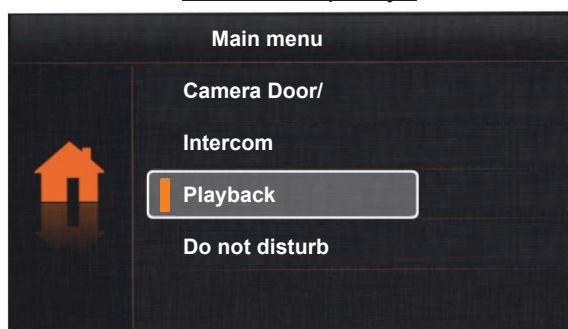 Main menu
Camera Door/
Intercom
Playback
Do not disturb